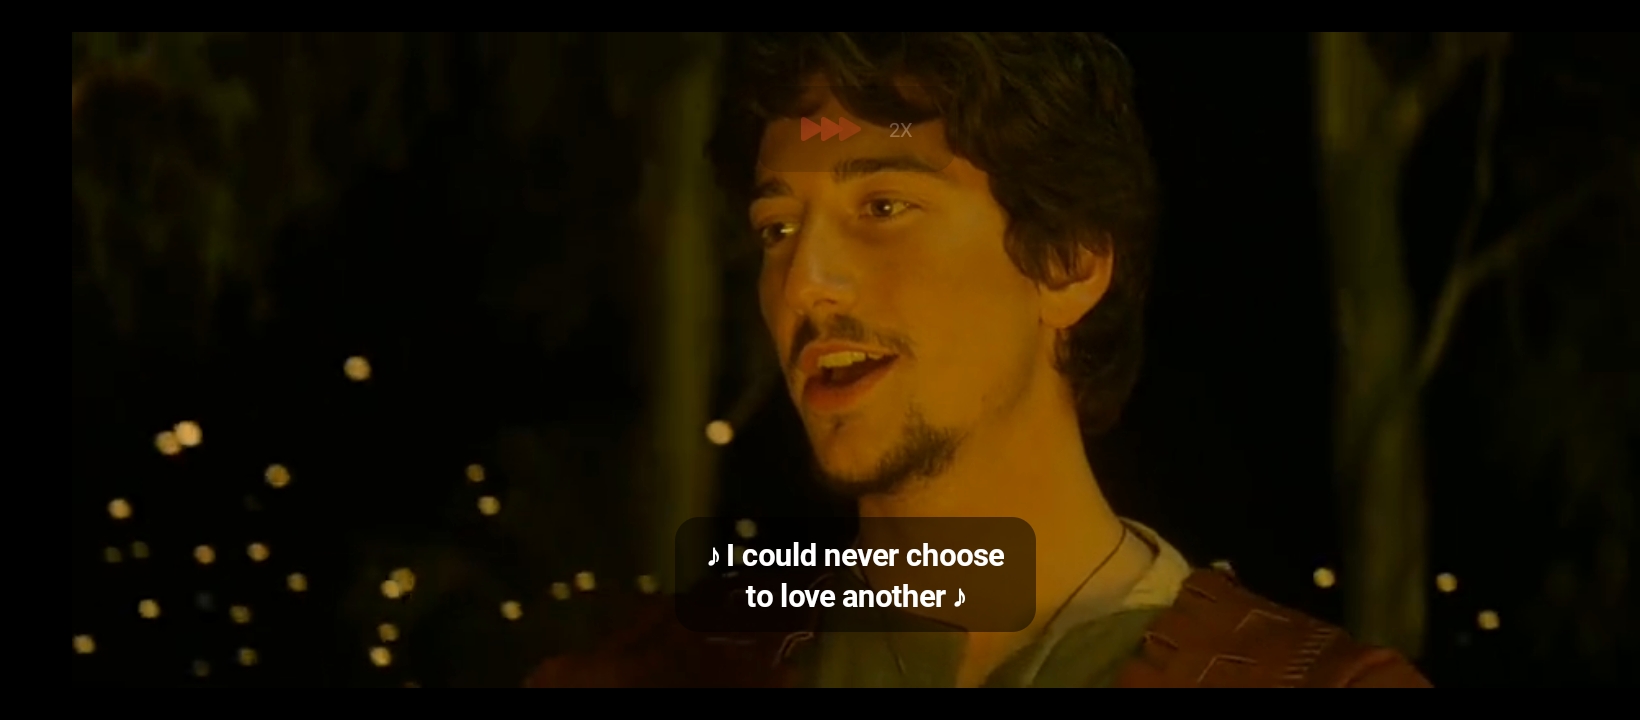 2X
♪ I could never choose
to love another ♪